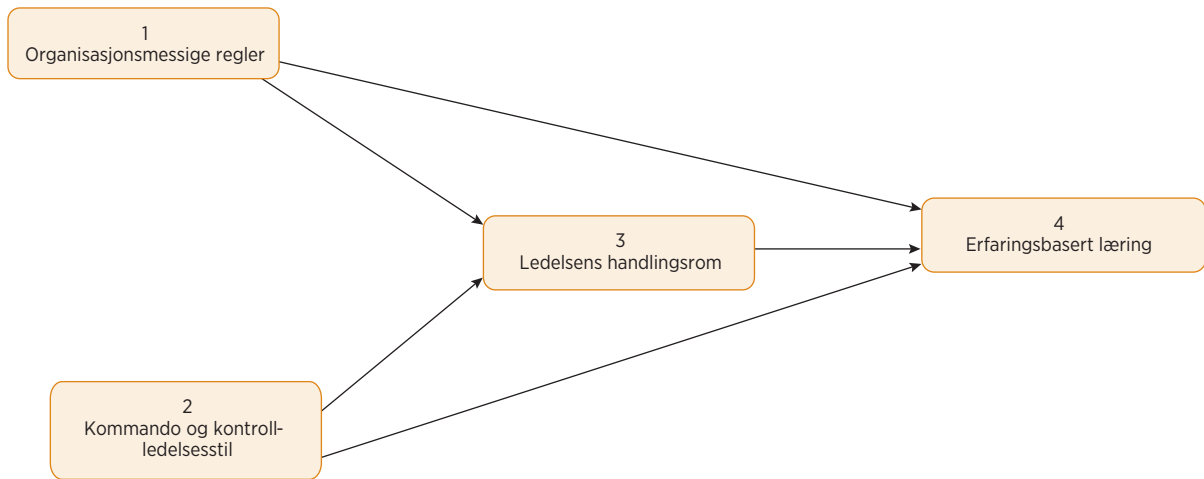 1
Organisasjonsmessige regler
3
Ledelsens handlingsrom
4
Erfaringsbasert læring
2
Kommando og kontroll-
ledelsesstil